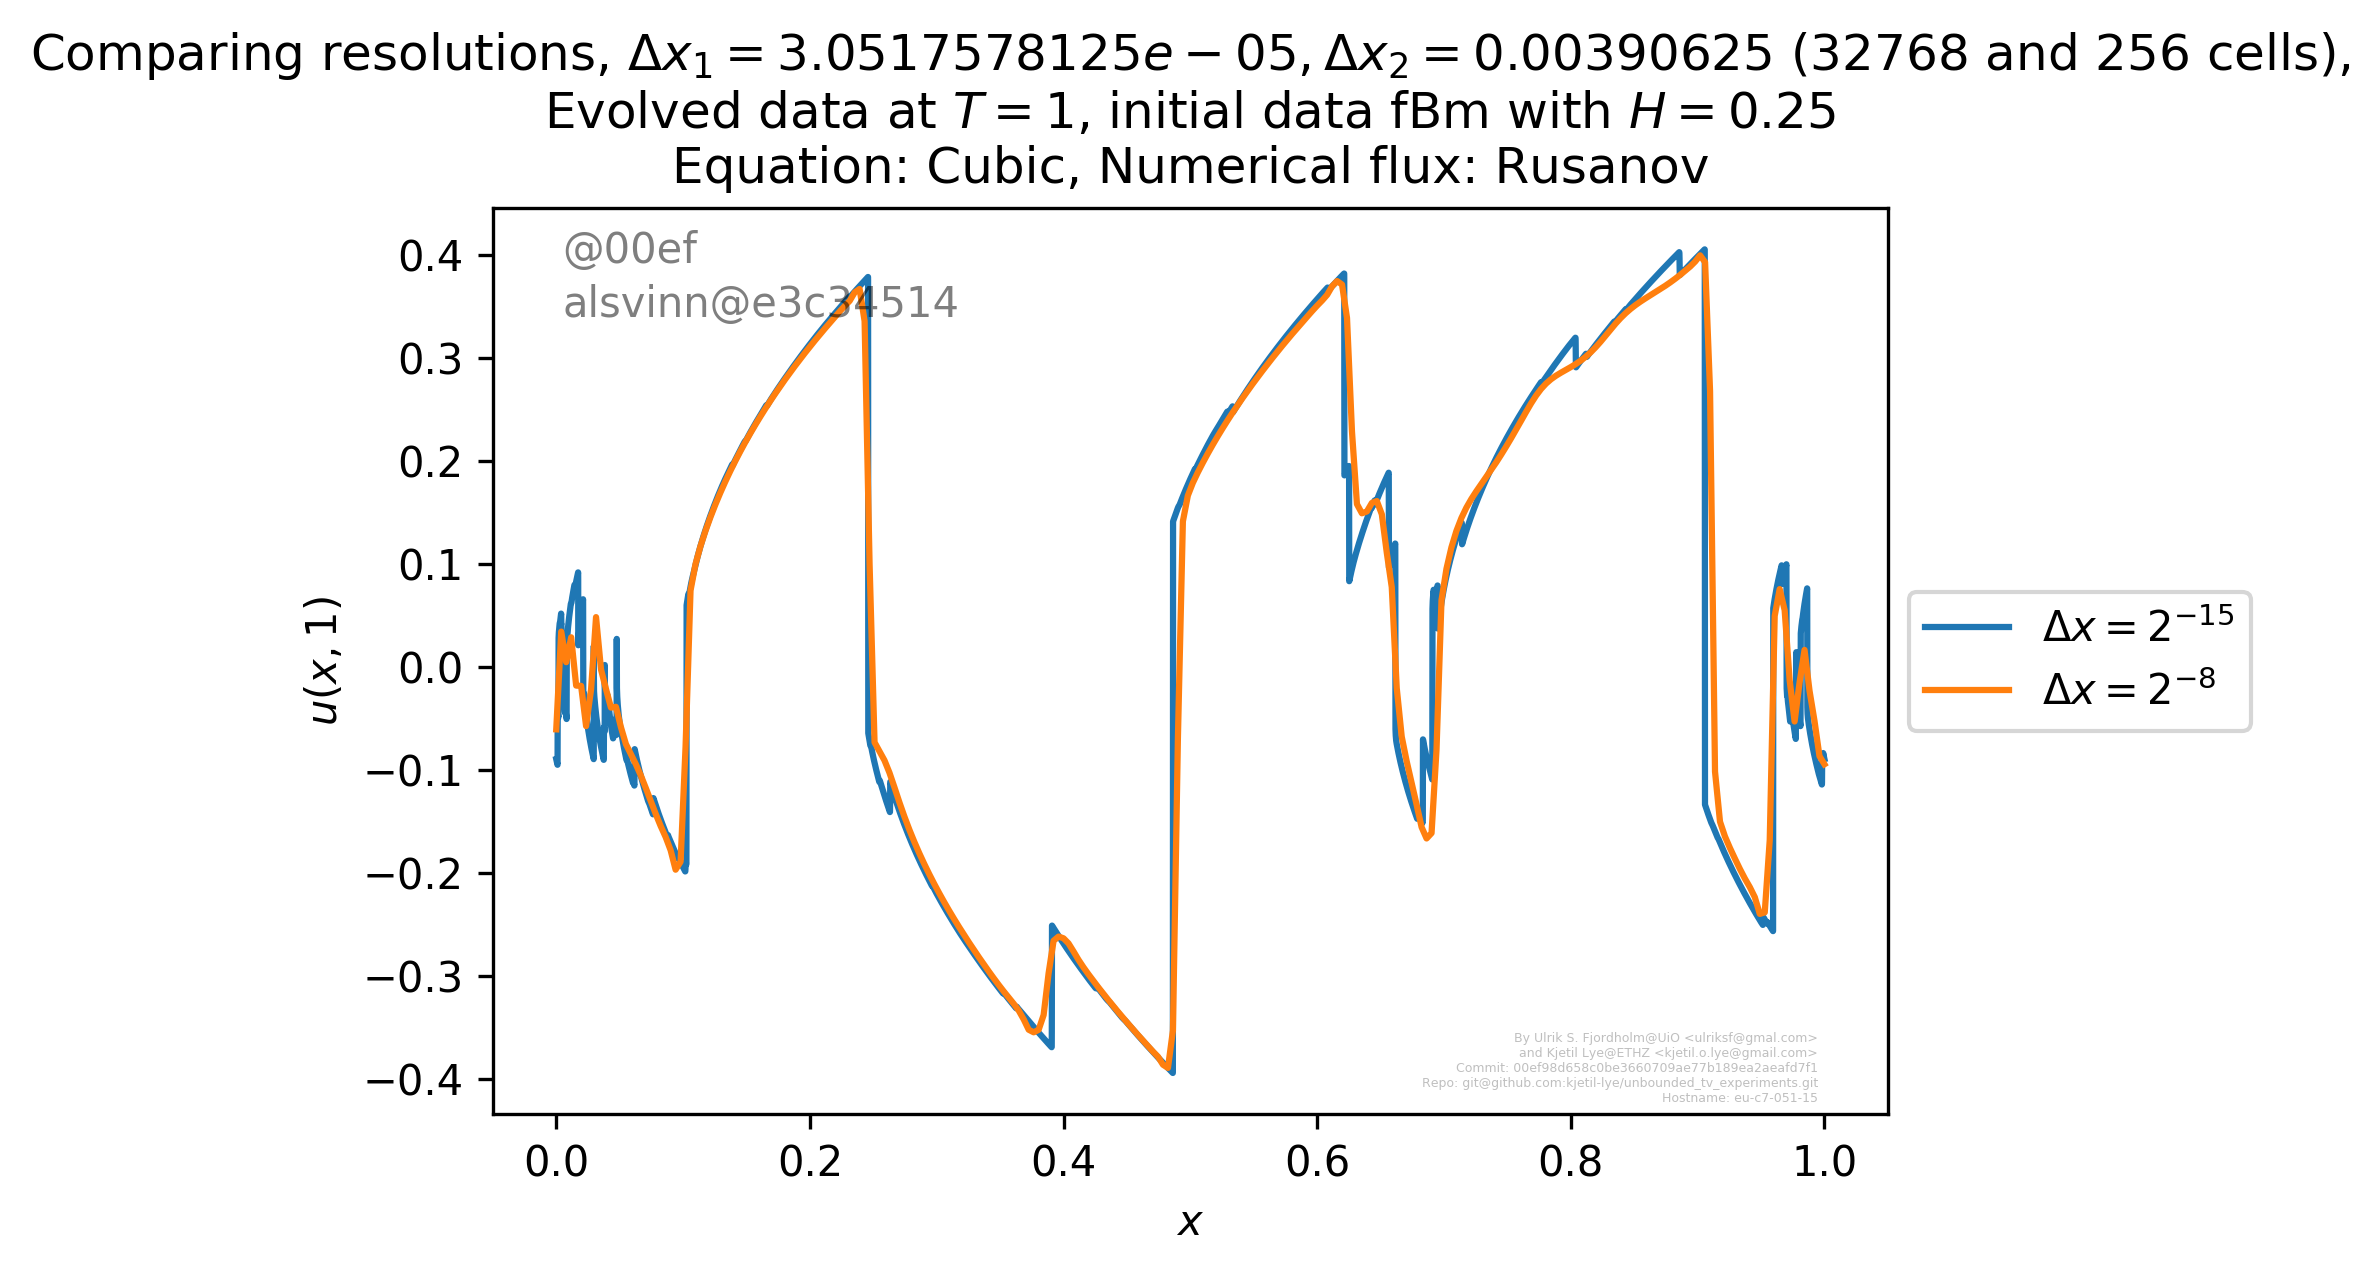 Comparing resolutions, Δx₁ = 3.0517578125e − 05, Δx₂ = 0.00390625 (32768 and 256 cells),
Evolved data at T = 1, initial data fBm with H = 0.25
Equation: Cubic, Numerical flux: Rusanov
@00ef
alsvinn@e3c34514
0.4
0.3
0.2
0.1
0.0
−0.1
−0.2
−0.3
−0.4
u(x, 1)
Δx = 2⁻¹⁵
Δx = 2⁻⁸
By Ulrik S. Fjordholm@UiO <ulriksf@gmal.com>
and Kjetil Lye@ETHZ <kjetil.o.lye@gmail.com>
Commit: 00ef98d658c0be3660709ae77b189ea2aeafd7f1
Repo: git@github.com:kjetil-lye/unbounded_tv_experiments.git
Hostname: eu-c7-051-15
0.0 0.2 0.4 0.6 0.8 1.0
x